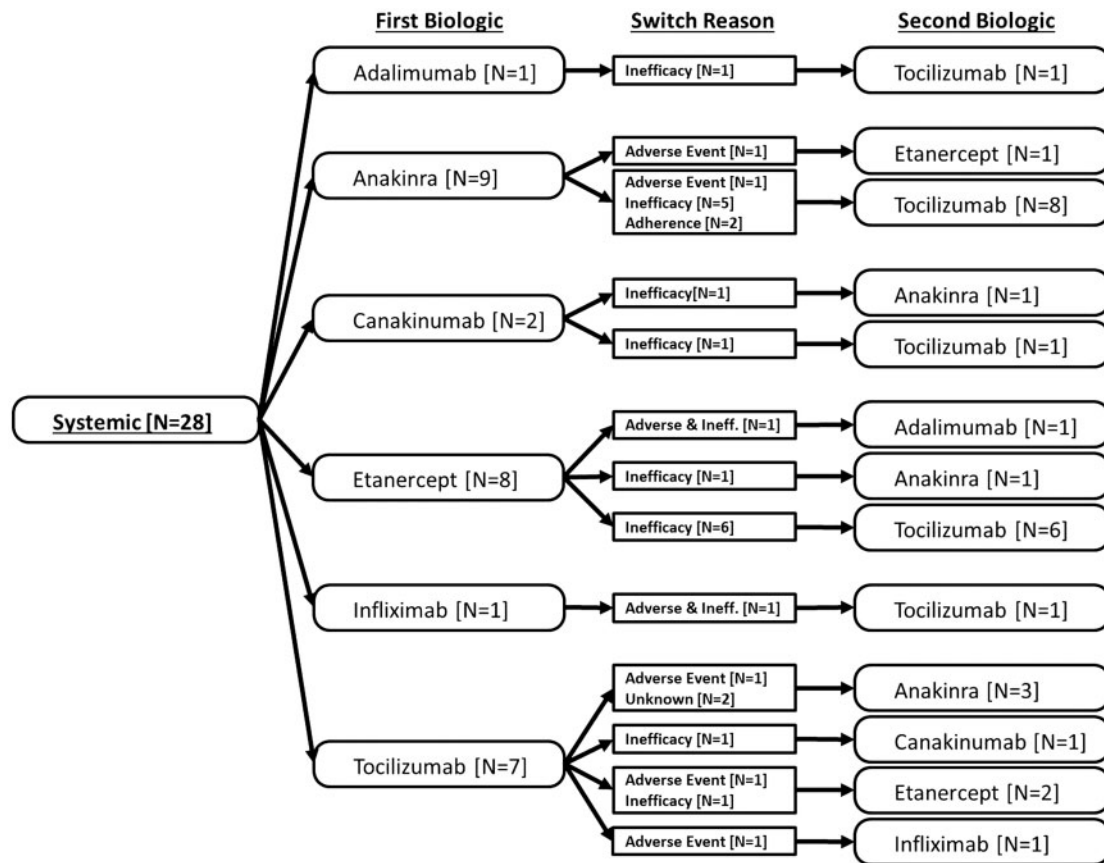 First Biologic
Switch Reason
Second Biologic
Systemic [N=28]
Adalimumab [N=1]
Inefficacy [N=1]
Tocilizumab [N=1]
Anakinra [N=9]
Adverse Event [N=1]
Etanercept [N=1]
Adverse Event [N=1]
Inefficacy [N=5]
Adherence [N=2]
Tocilizumab [N=8]
Canakinumab [N=2]
Inefficacy[N=1]
Anakinra [N=1]
Inefficacy [N=1]
Tocilizumab [N=1]
Etanercept [N=8]
Adverse & Ineff. [N=1]
Adalimumab [N=1]
Inefficacy [N=1]
Anakinra [N=1]
Inefficacy [N=6]
Tocilizumab [N=6]
Infliximab [N=1]
Adverse & Ineff. [N=1]
Tocilizumab [N=1]
Tocilizumab [N=7]
Adverse Event [N=1]
Unknown [N=2]
Anakinra [N=3]
Inefficacy [N=1]
Canakinumab [N=1]
Adverse Event [N=1]
Inefficacy [N=1]
Etanercept [N=2]
Adverse Event [N=1]
Infliximab [N=1]